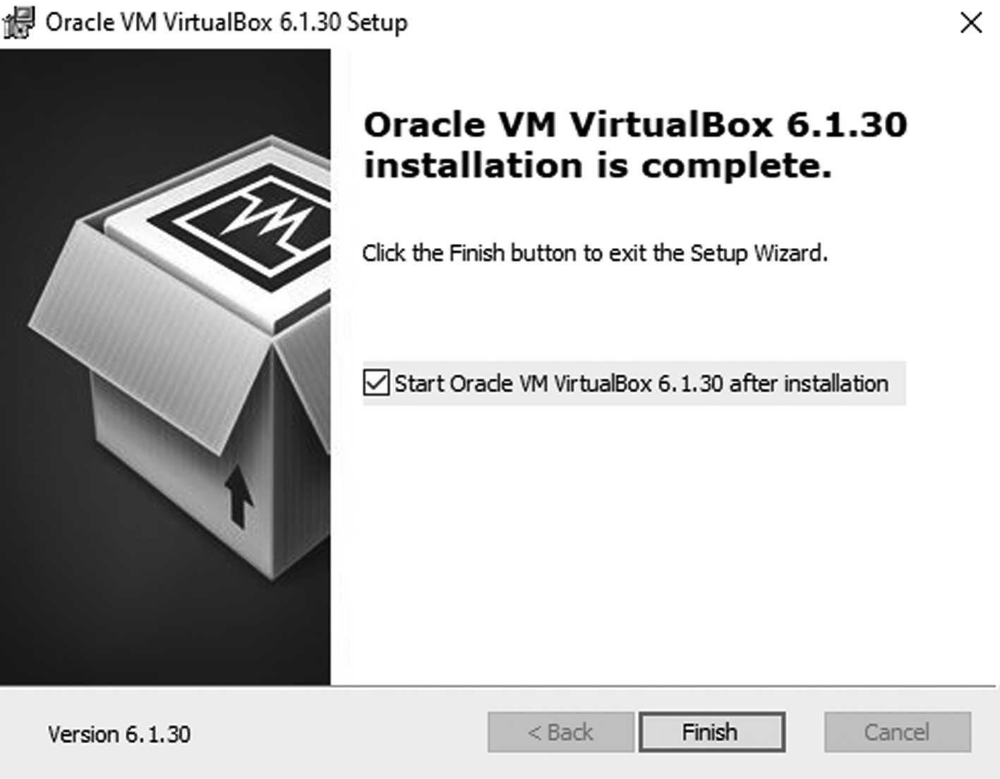 Oracle VM VirtualBox 6.1.30 Setup
Oracle VM VirtualBox 6.1.30
installation is complete.
Click the Finish button to exit the Setup Wizard.
Start Oracle VM VirtualBox 6.1.30 after installation
Version 6.1.30
< Back
Finish
Cancel